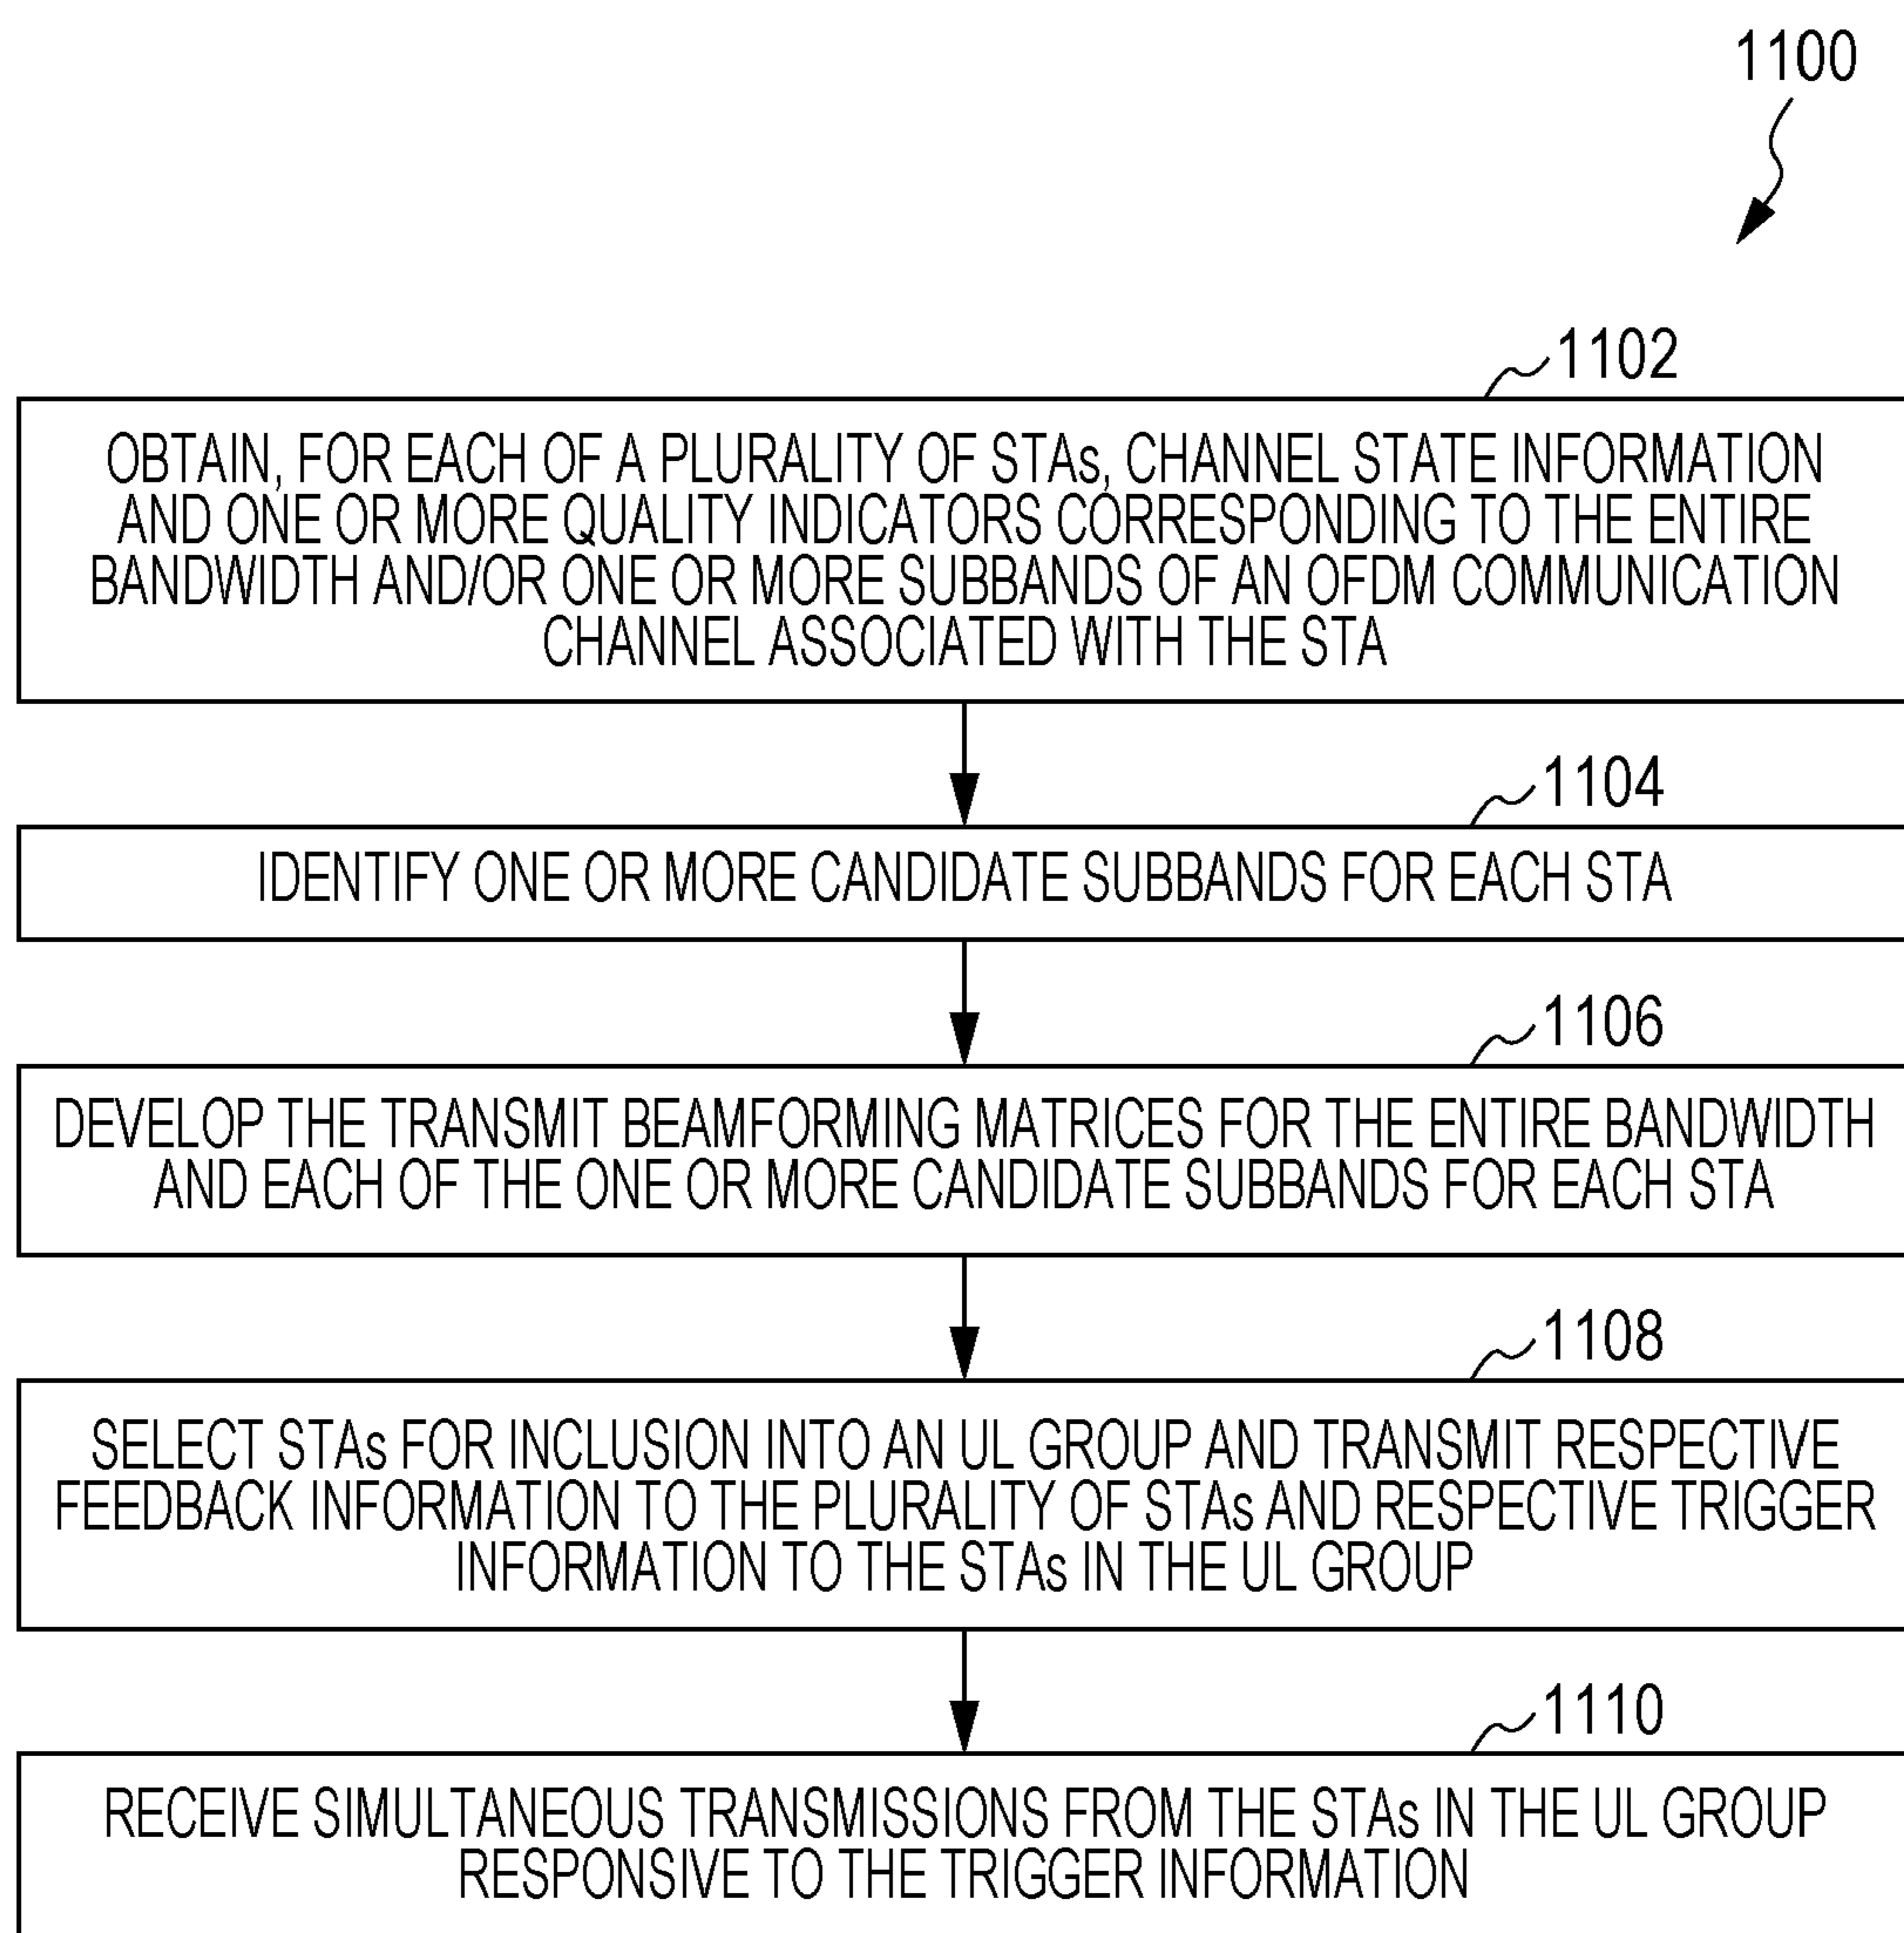 1100
1102
OBTAIN, FOR EACH OF A PLURALITY OF STAs, CHANNEL STATE INFORMATION
AND ONE OR MORE QUALITY INDICATORS CORRESPONDING TO THE ENTIRE
BANDWIDTH AND/OR ONE OR MORE SUBBANDS OF AN OFDM COMMUNICATION
CHANNEL ASSOCIATED WITH THE STA
1104
IDENTIFY ONE OR MORE CANDIDATE SUBBANDS FOR EACH STA
1106
DEVELOP THE TRANSMIT BEAMFORMING MATRICES FOR THE ENTIRE BANDWIDTH
AND EACH OF THE ONE OR MORE CANDIDATE SUBBANDS FOR EACH STA
1108
SELECT STAs FOR INCLUSION INTO AN UL GROUP AND TRANSMIT RESPECTIVE
FEEDBACK INFORMATION TO THE PLURALITY OF STAs AND RESPECTIVE TRIGGER
INFORMATION TO THE STAs IN THE UL GROUP
1110
RECEIVE SIMULTANEOUS TRANSMISSIONS FROM THE STAs IN THE UL GROUP
RESPONSIVE TO THE TRIGGER INFORMATION